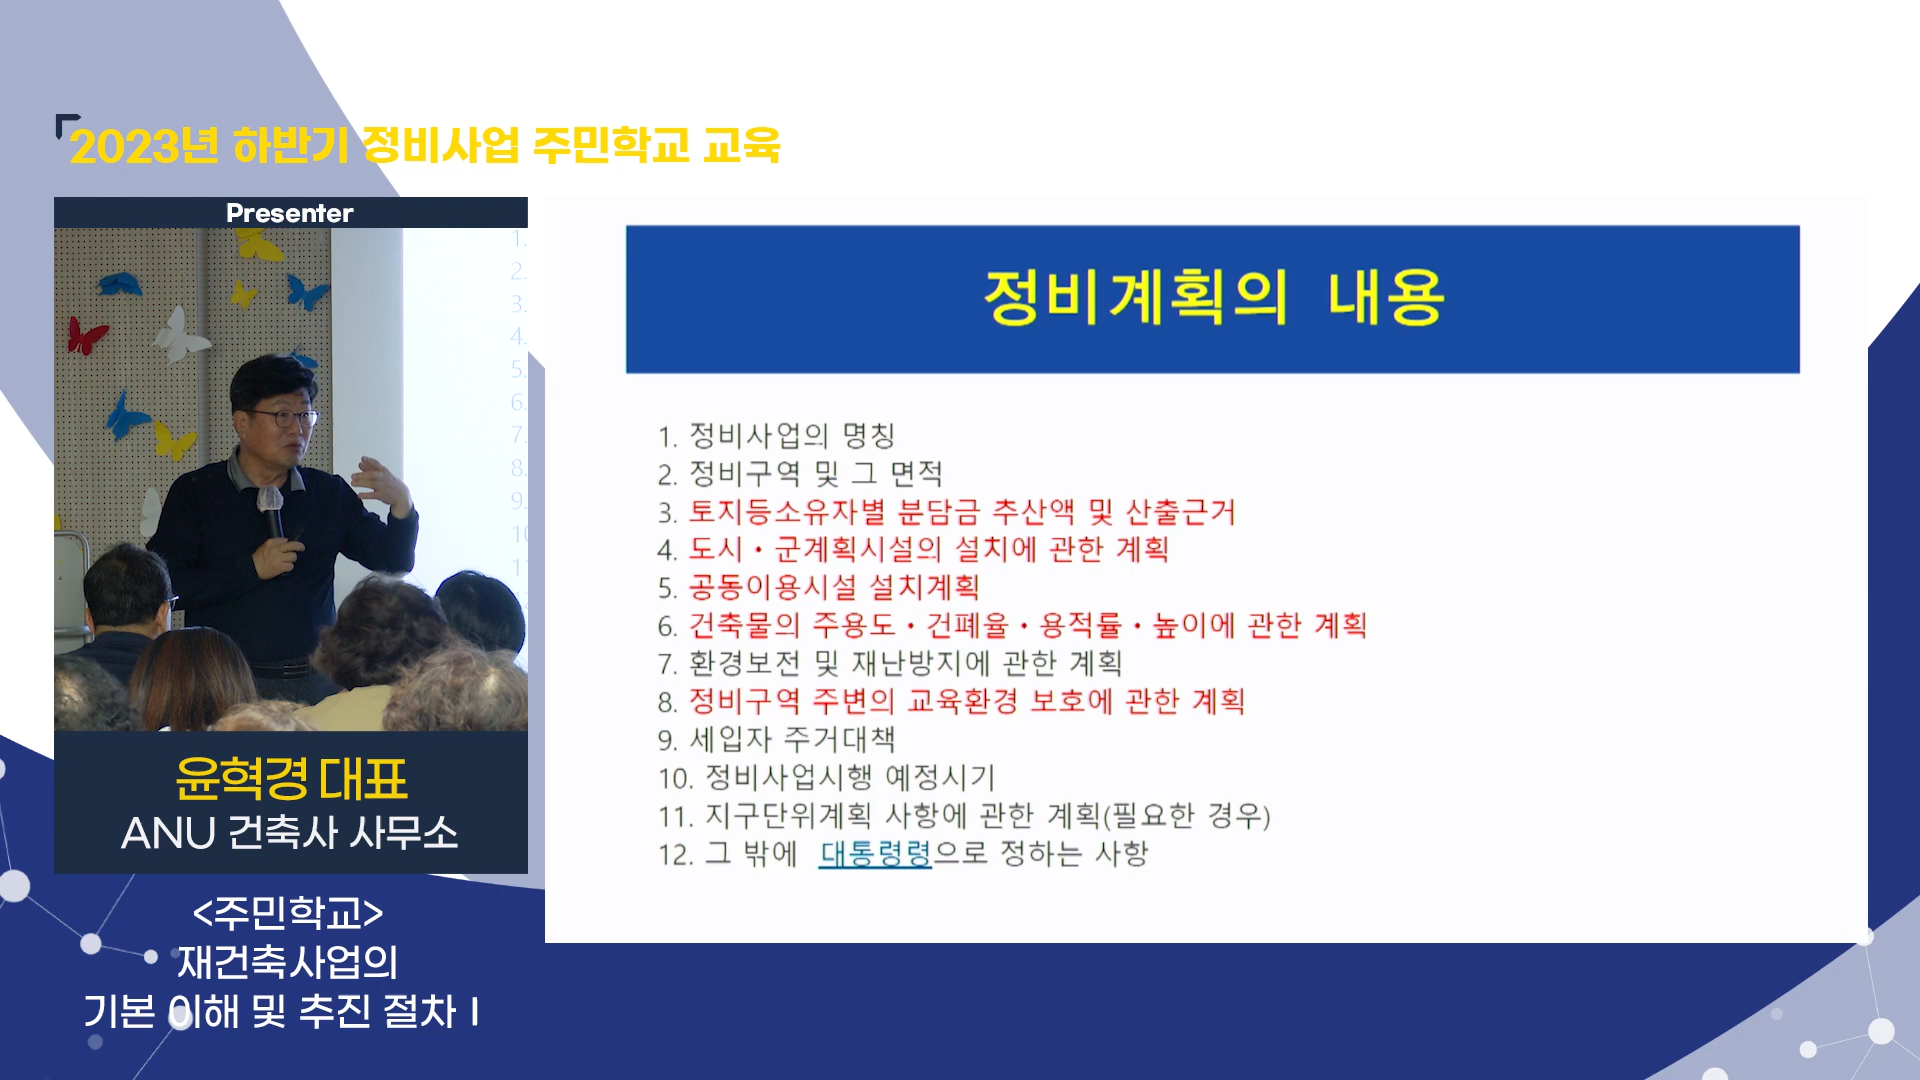 2023년 하반기 정비사업 주민학교 교육
Presenter
1.
2.
3.
4.
5.
6.
7.
8.
9.
윤혁경 대표
ANU 건축사 사무소
<주민학교>
재건축사업의
기본 이해 및 추진 절차 I
정비계획의 내용
1. 정비사업의 명칭
2. 정비구역 및 그 면적
3. 토지등소유자별 분담금 추산액 및 산출근거
4. 도시・군계획시설의 설치에 관한 계획
5. 공동이용시설 설치계획
6. 건축물의 주용도・건폐율・용적률・높이에 관한 계획
7. 환경보전 및 재난방지에 관한 계획
8. 정비구역 주변의 교육환경 보호에 관한 계획
9. 세입자 주거대책
10. 정비사업시행 예정시기
11. 지구단위계획 사항에 관한 계획(필요한 경우)
12. 그 밖에 대통령령으로 정하는 사항